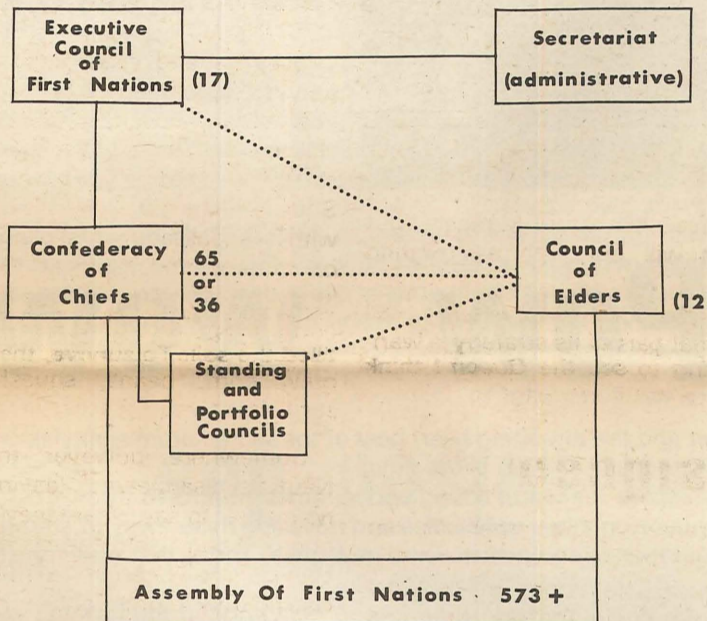 Executive
Council
of
First Nations
(17)
Secretariat
(administrative)
Confederacy
of
Chiefs
65
or
36
Council
of
Elders
(12
Standing
and
Portfolio
Councils
Assembly Of First Nations · 573 +